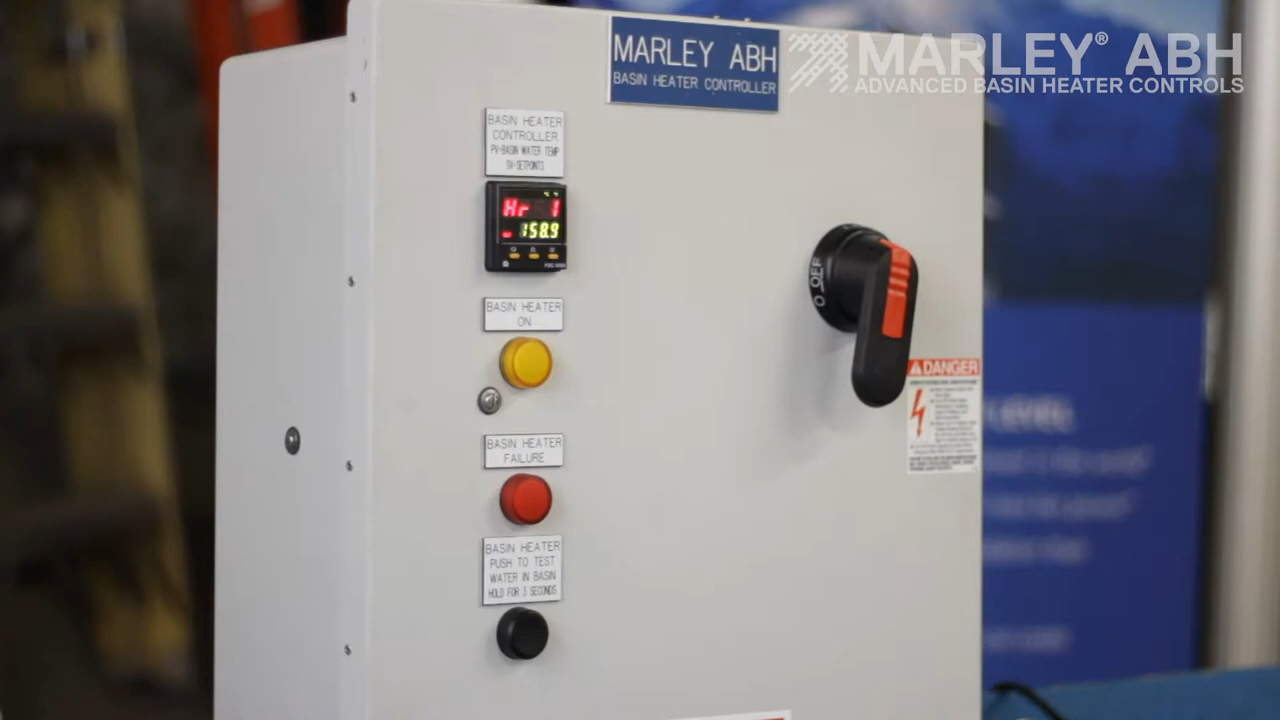 MARLEY ABH
BASIN HEATER CONTROLLER
MARLEY® ABH
ADVANCED BASIN HEATER CONTROLS
BASIN HEATER
CONTROLLER
PV-BASIN WATER TEMP
SV-SETPOINTS
Hr 1
158.9
BASIN HEATER
ON
BASIN HEATER
FAILURE
BASIN HEATER
PUSH TO TEST
WATER IN BASIN
HOLD FOR 3 SECONDS
O OFF
DANGER
LEVEL